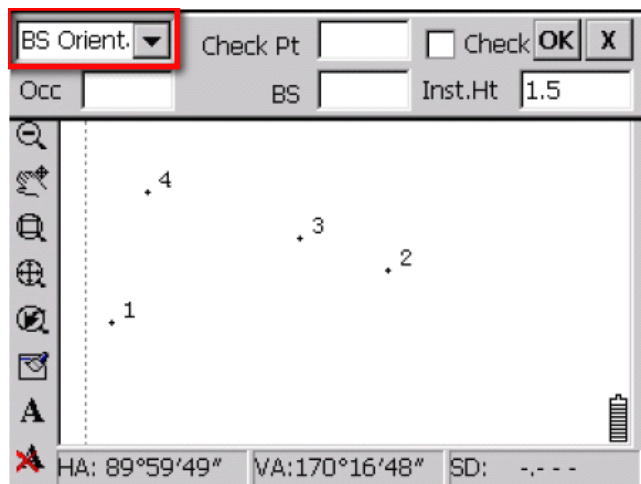 BS Orient. Check Pt Check OK X
Occ BS Inst.Ht 1.5
4
3
2
1
A
A
HA: 89°59'49" VA:170°16'48" SD: -.- - -